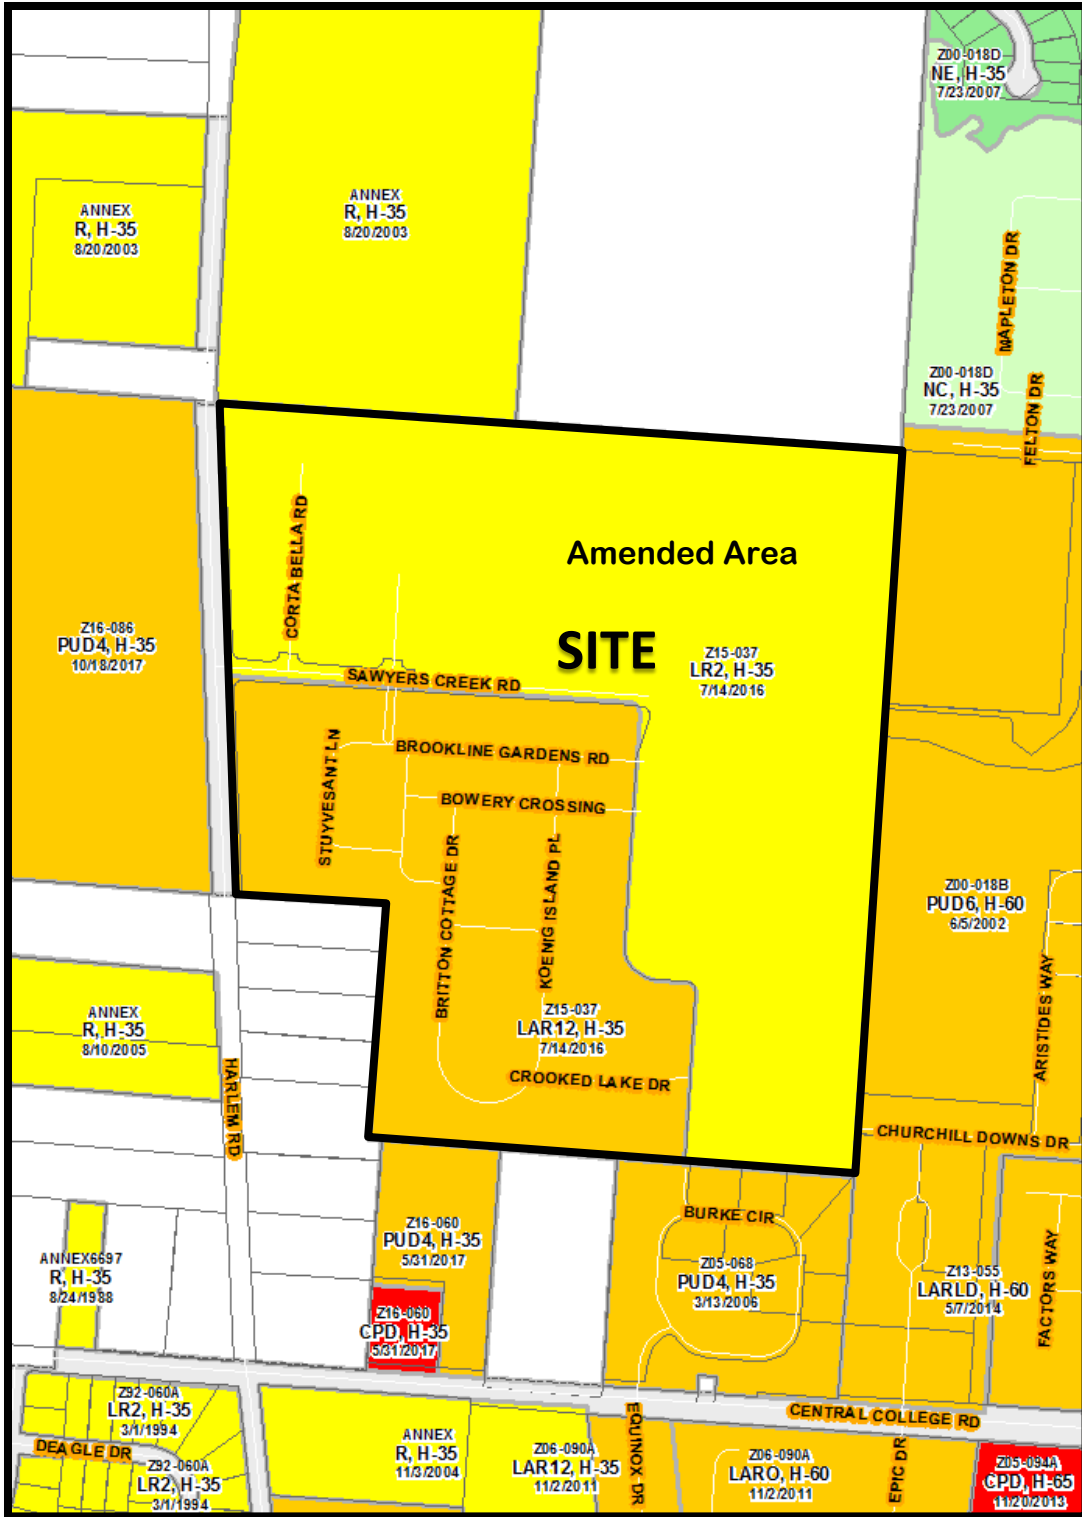 Z00-018D
NE, H-35
7/23/2007
ANNEX
R, H-35
8/20/2003
ANNEX
R, H-35
8/20/2003
MAPLETON DR
Z00-018D
NC, H-35
7/23/2007
FELTON DR
CORTA BELLA RD
Amended Area
SITE
Z16-086
PUD4, H-35
10/18/2017
Z15-037
LR2, H-35
7/14/2016
SAWYERS CREEK RD
STUYVESANT LN
BROOKLINE GARDENS RD
BOWERY CROSSING
BRITTON COTTAGE DR
KOENIG ISLAND PL
Z00-018B
PUD6, H-60
6/5/2002
ARISTIDES WAY
Z15-037
LAR12, H-35
7/14/2016
ANNEX
R, H-35
8/10/2005
CROOKED LAKE DR
HARLEM RD
CHURCHILL DOWNS DR
BURKE CIR
Z16-060
PUD4, H-35
5/31/2017
ANNEX6697
R, H-35
8/24/1988
Z05-068
PUD4, H-35
3/13/2006
Z13-055
LARLD, H-60
5/7/2014
FACTORS WAY
Z16-060
CPD, H-35
5/31/2017
Z92-060A
LR2, H-35
3/1/1994
CENTRAL COLLEGE RD
DEAGLE DR
Z92-060A
LR2, H-35
3/1/1994
ANNEX
R, H-35
11/3/2004
Z06-090A
LAR12, H-35
11/2/2011
EQUINOX DR
Z06-090A
LARO, H-60
11/2/2011
EPIC DR
Z05-094A
CPD, H-65
11/20/2013